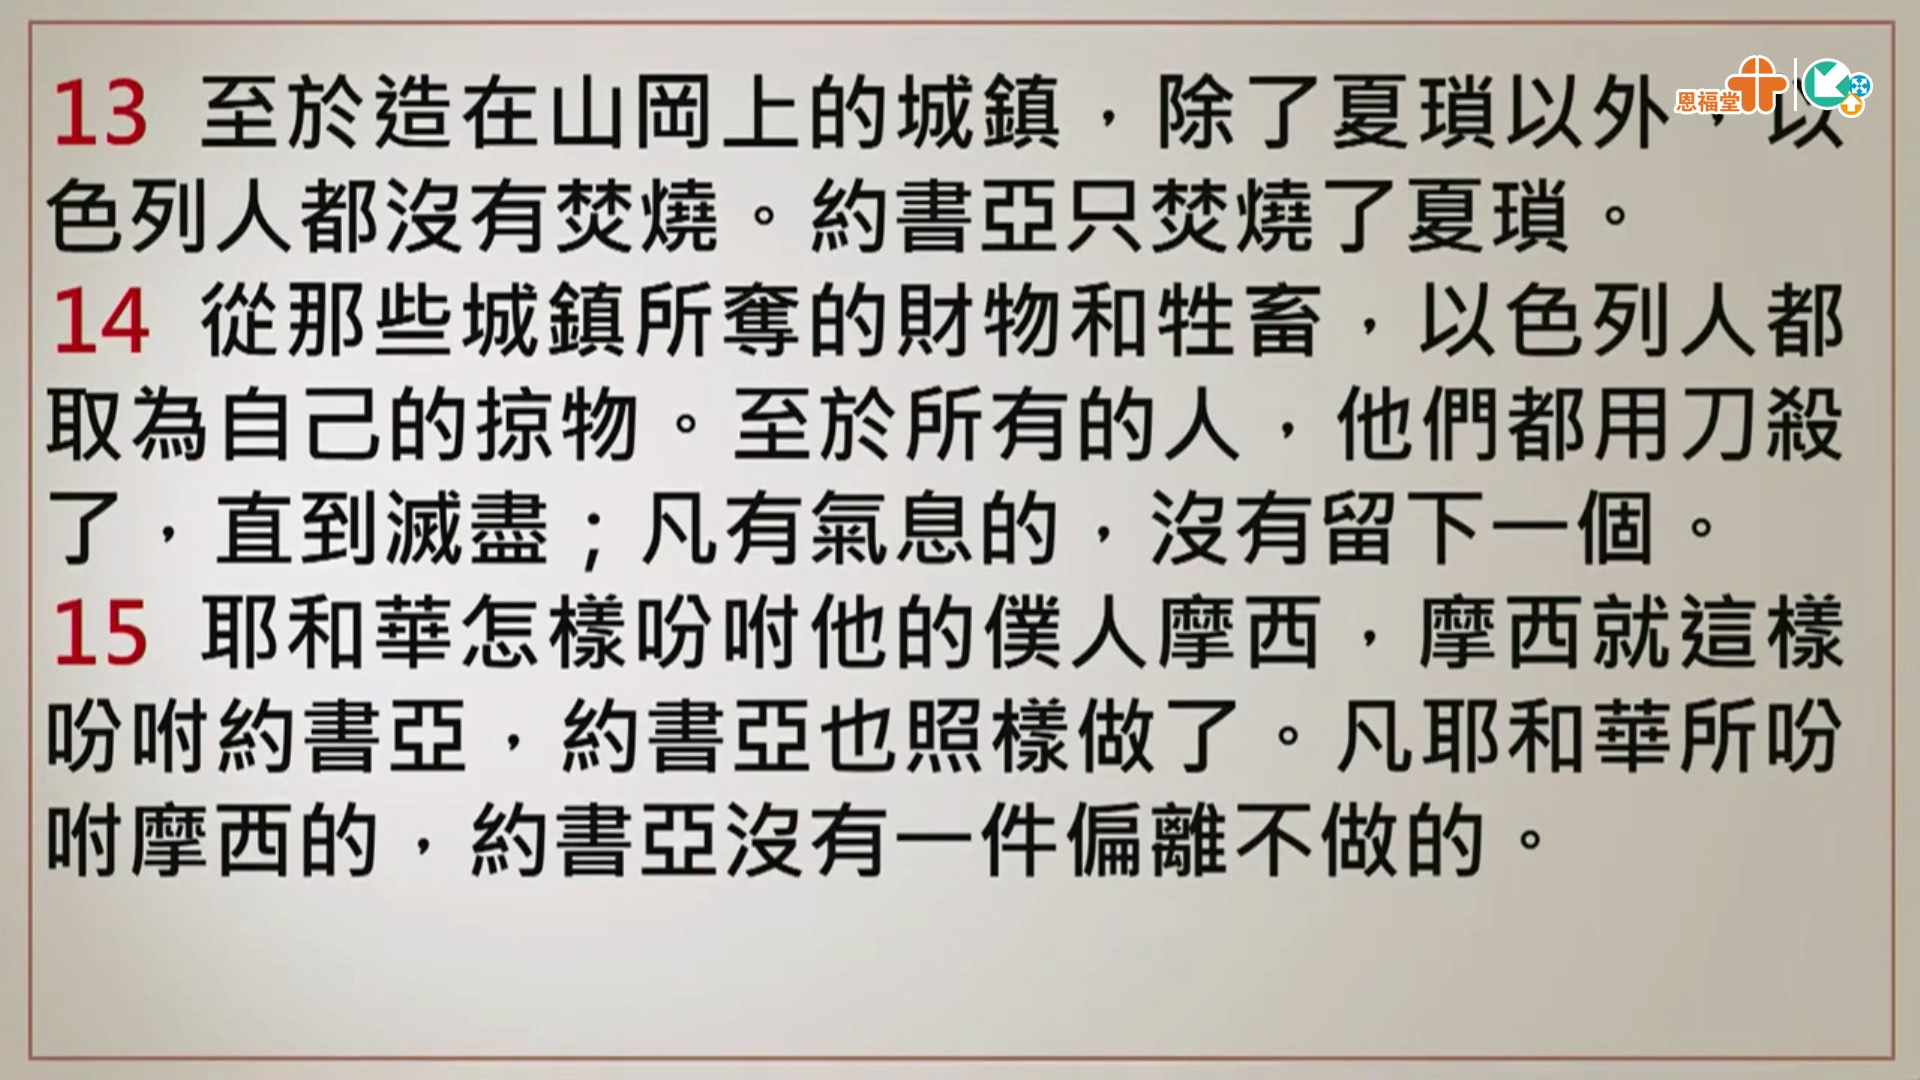 13 至於造在山岡上的城鎮，除了夏瑣以外，以
色列人都沒有焚燒。約書亞只焚燒了夏瑣。
14 從那些城鎮所奪的財物和牲畜，以色列人都
取為自己的掠物。至於所有的人，他們都用刀殺
了，直到滅盡；凡有氣息的，沒有留下一個。
15 耶和華怎樣吩咐他的僕人摩西，摩西就這樣
吩咐約書亞，約書亞也照樣做了。凡耶和華所吩
咐摩西的，約書亞沒有一件偏離不做的。
恩福堂